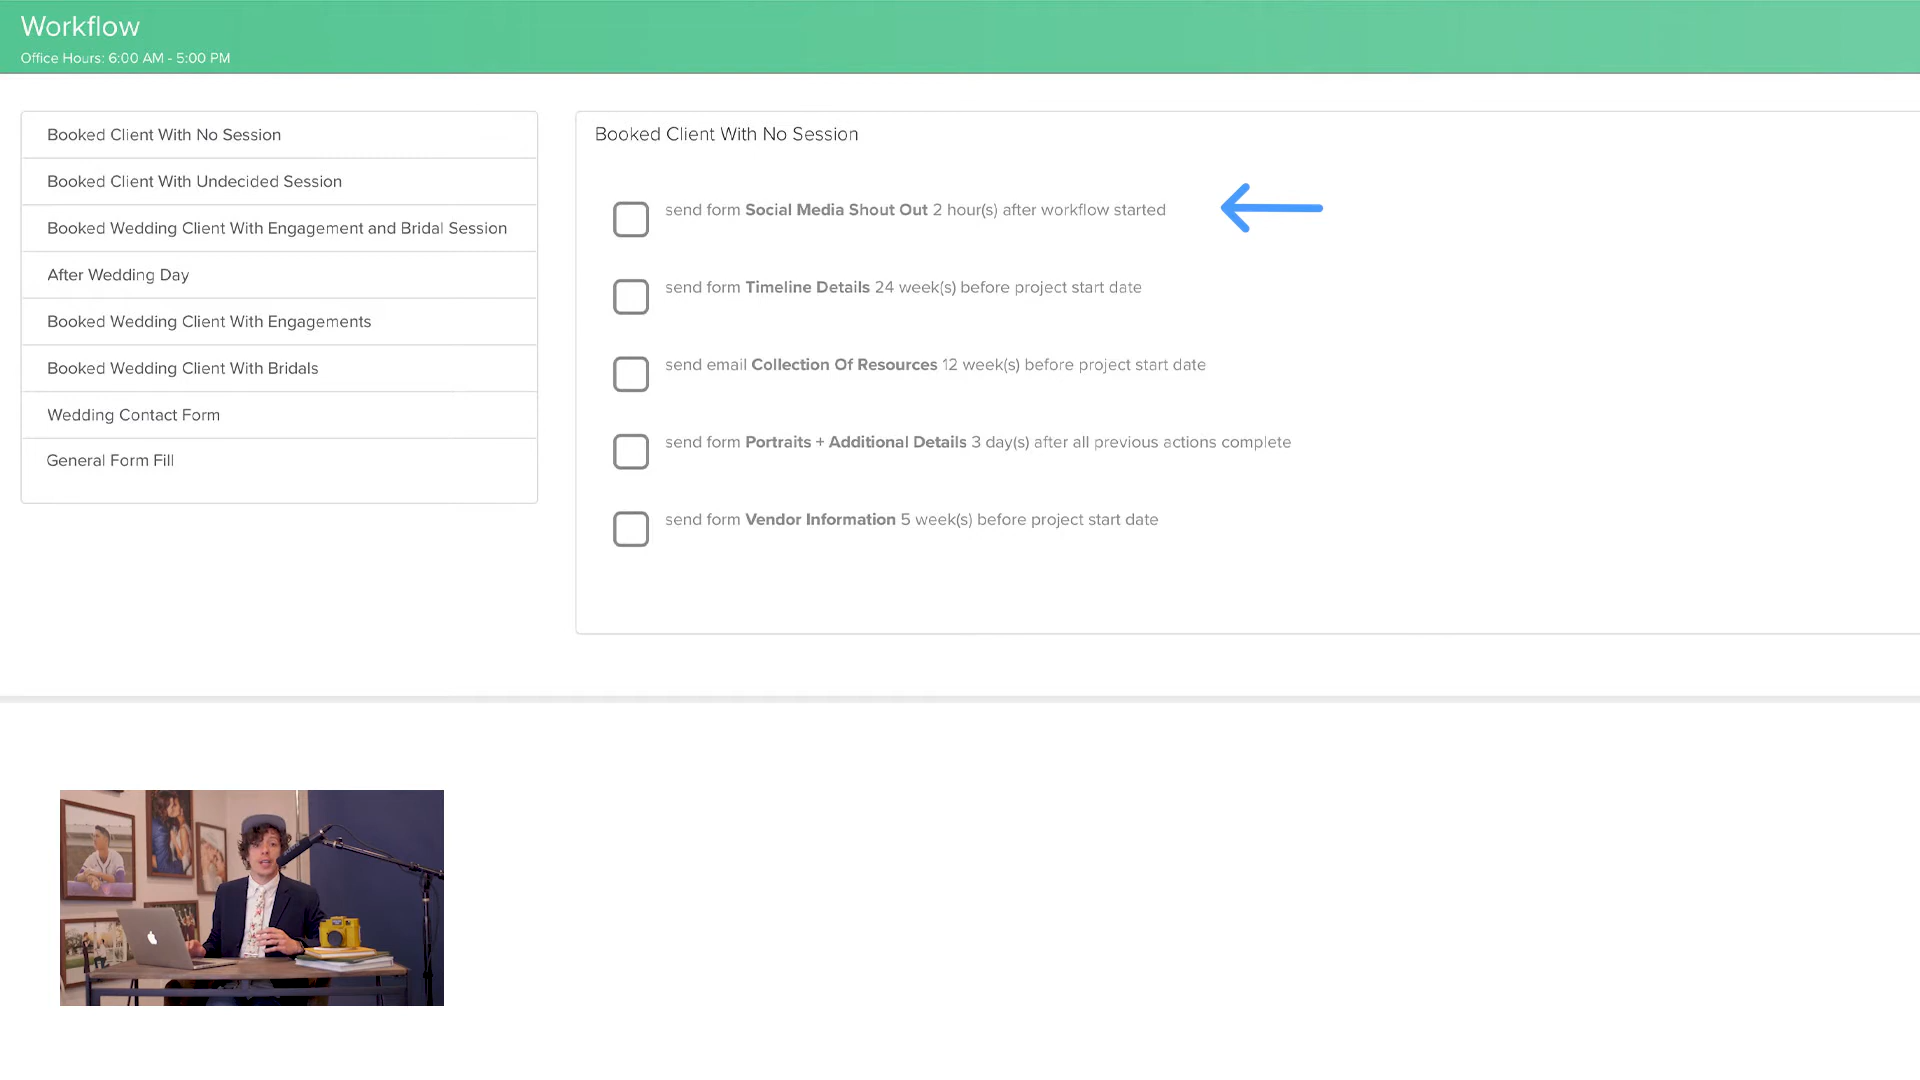 Workflow
Office Hours: 6:00 AM - 5:00 PM
Booked Client With No Session
Booked Client With Undecided Session
Booked Wedding Client With Engagement and Bridal Session
After Wedding Day
Booked Wedding Client With Engagements
Booked Wedding Client With Bridals
Wedding Contact Form
General Form Fill
Booked Client With No Session
send form Social Media Shout Out 2 hour(s) after workflow started
send form Timeline Details 24 week(s) before project start date
send email Collection Of Resources 12 week(s) before project start date
send form Portraits + Additional Details 3 day(s) after all previous actions complete
send form Vendor Information 5 week(s) before project start date